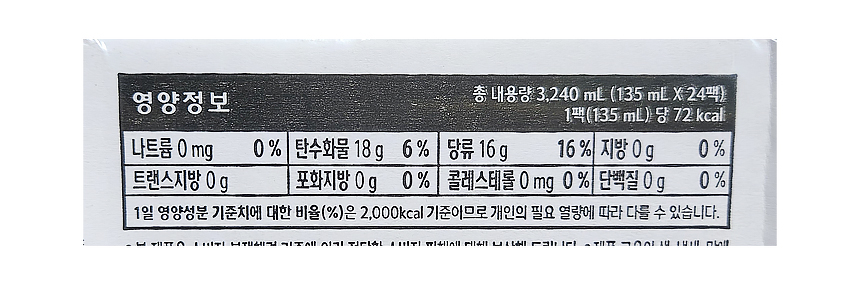 영양정보
총 내용량 3,240 mL (135 mL X 24팩)
1팩(135 mL) 당 72 kcal
나트륨 0 mg 0 % 탄수화물 18 g 6 % 당류 16 g 16 % 지방 0 g 0 %
트랜스지방 0 g 포화지방 0 g 0 % 콜레스테롤 0 mg 0 % 단백질 0 g 0 %
1일 영양성분 기준치에 대한 비율(%)은 2,000kcal 기준이므로 개인의 필요 열량에 따라 다를 수 있습니다.